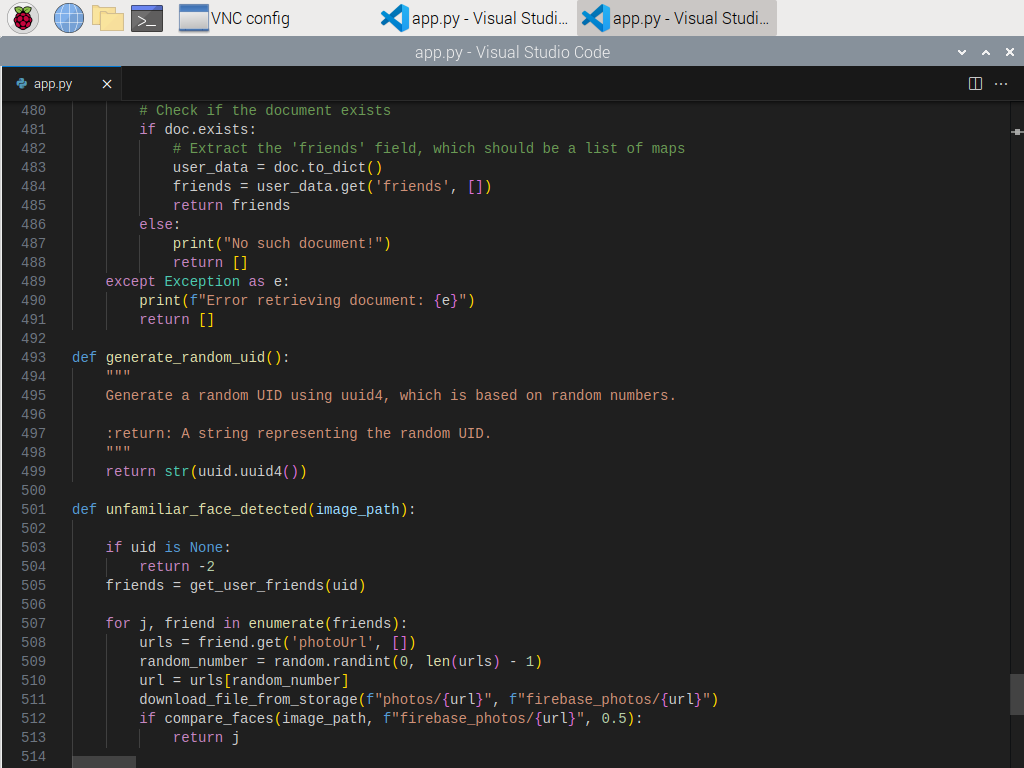 VNC config
app.py - Visual Studi...
app.py - Visual Studi...
app.py - Visual Studio Code
app.py
480 # Check if the document exists
481 if doc.exists:
482 # Extract the 'friends' field, which should be a list of maps
483 user_data = doc.to_dict()
484 friends = user_data.get('friends', [])
485 return friends
486 else:
487 print("No such document!")
488 return []
489 except Exception as e:
490 print(f"Error retrieving document: {e}")
491 return []
492
493 def generate_random_uid():
494 """
495 Generate a random UID using uuid4, which is based on random numbers.
496
497 :return: A string representing the random UID.
498 """
499 return str(uuid.uuid4())
500
501 def unfamiliar_face_detected(image_path):
502
503 if uid is None:
504 return -2
505 friends = get_user_friends(uid)
506
507 for j, friend in enumerate(friends):
508 urls = friend.get('photoUrl', [])
509 random_number = random.randint(0, len(urls) - 1)
510 url = urls[random_number]
511 download_file_from_storage(f"photos/{url}", f"firebase_photos/{url}")
512 if compare_faces(image_path, f"firebase_photos/{url}", 0.5):
513 return j
514